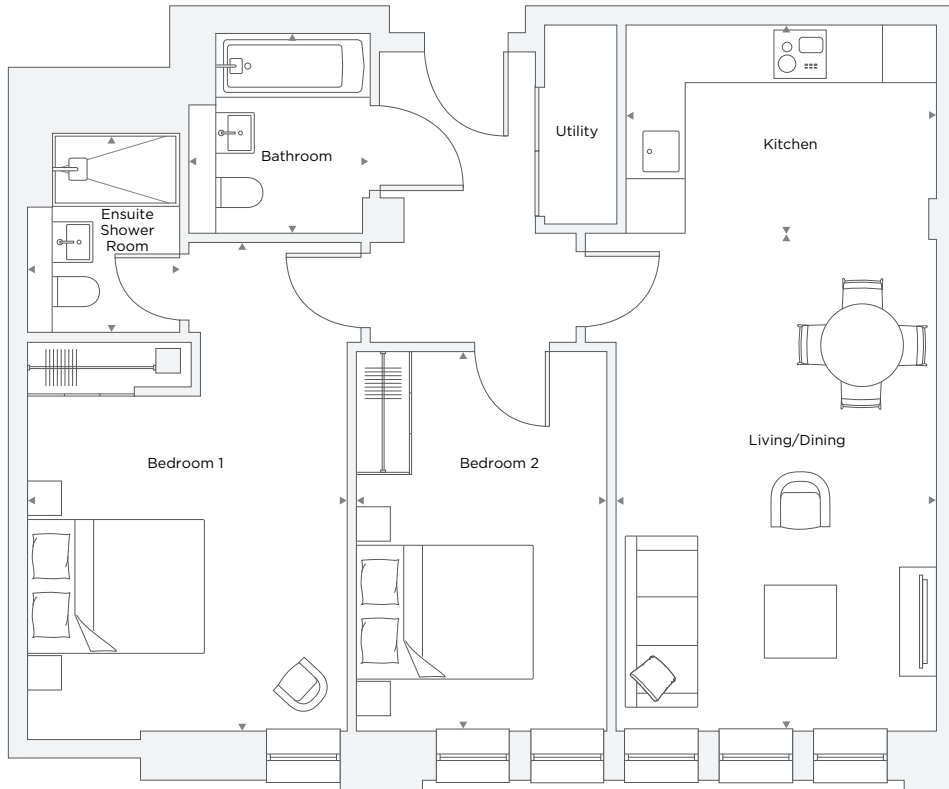 Utility
Kitchen
Bathroom
Ensuite
Shower
Room
Living/Dining
Bedroom 1
Bedroom 2